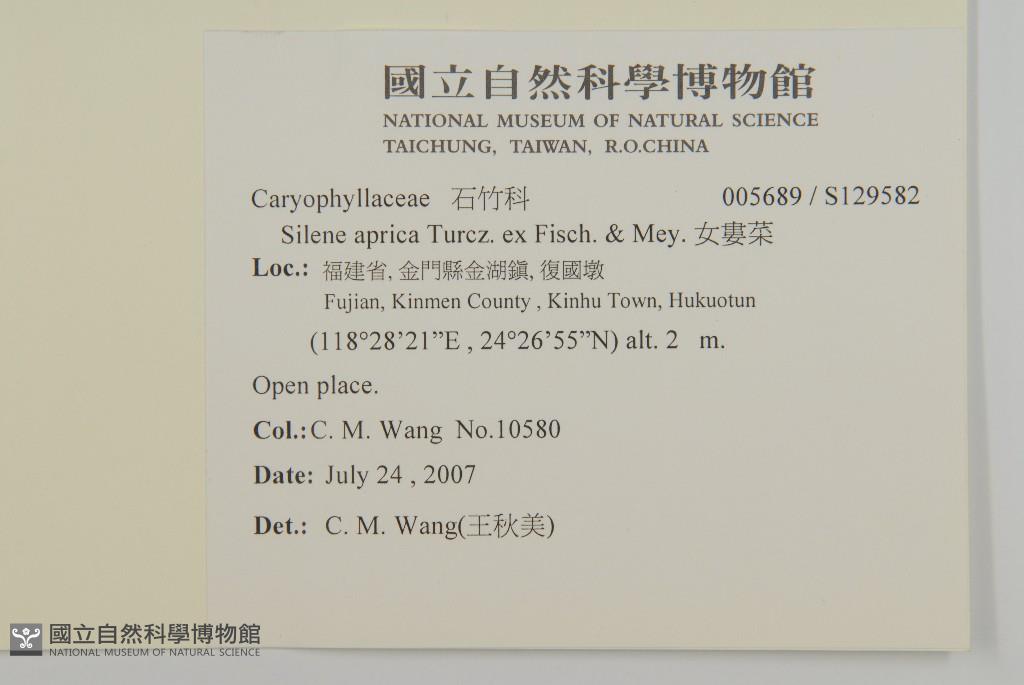 國立自然科學博物館
NATIONAL MUSEUM OF NATURAL SCIENCE
TAICHUNG, TAIWAN, R.O.CHINA
Caryophyllaceae 石竹科 005689 / S129582
Silene aprica Turcz. ex Fisch. & Mey. 女婁菜
Loc.: 福建省, 金門縣金湖鎮, 復國墩
Fujian, Kinmen County , Kinhu Town, Hukuotun
(118°28’21”E , 24°26’55”N) alt. 2 m.
Open place.
Col.: C. M. Wang No.10580
Date: July 24 , 2007
Det.: C. M. Wang(王秋美)
國立自然科學博物館
NATIONAL MUSEUM OF NATURAL SCIENCE